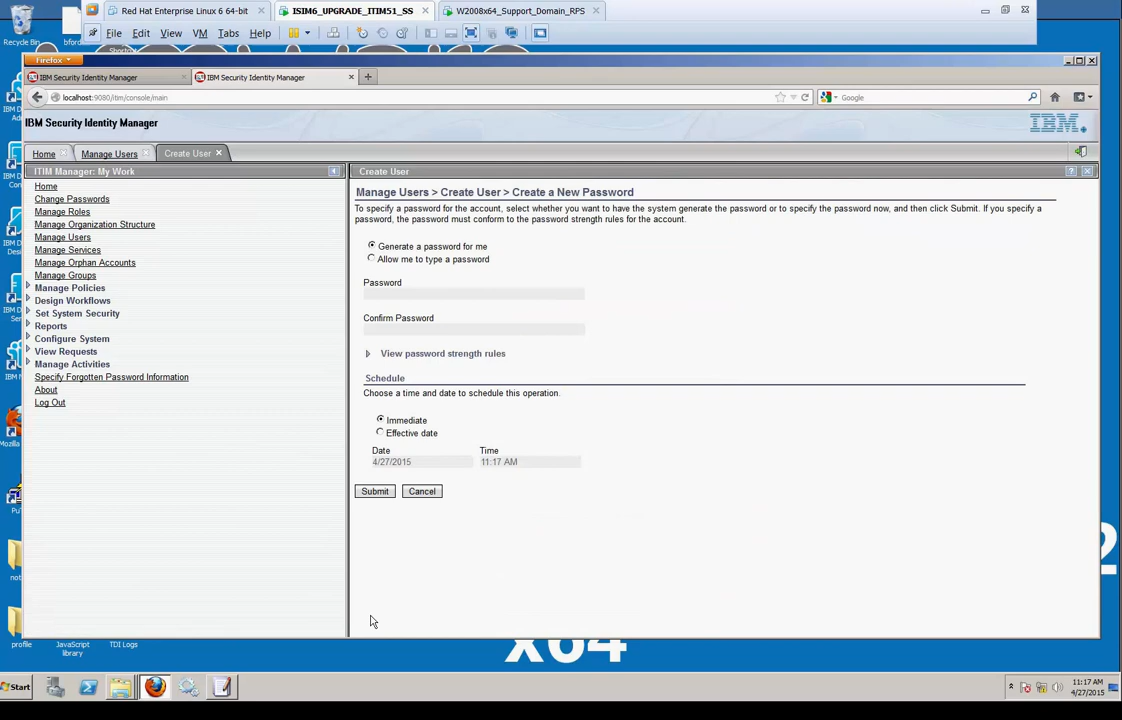 Red Hat Enterprise Linux 6 64-bit
ISIM6_UPGRADE_ITIM51_SS
W2008x64_Support_Domain_RPS
File Edit View VM Tabs Help
Recycle Bin
Firefox
IBM Security Identity Manager
IBM Security Identity Manager
localhost:9080/itim/console/main
Google
IBM Security Identity Manager
IBM.
Home
Manage Users
Create User
ITIM Manager: My Work
Create User
Home
Change Passwords
Manage Roles
Manage Organization Structure
Manage Users
Manage Services
Manage Orphan Accounts
Manage Groups
Manage Policies
Design Workflows
Set System Security
Reports
Configure System
View Requests
Manage Activities
Specify Forgotten Password Information
About
Log Out
Manage Users > Create User > Create a New Password
To specify a password for the account, select whether you want to have the system generate the password or to specify the password now, and then click Submit. If you specify a
password, the password must conform to the password strength rules for the account.
Generate a password for me
Allow me to type a password
Password
Confirm Password
View password strength rules
Schedule
Choose a time and date to schedule this operation.
Immediate
Effective date
Date Time
4/27/2015 11:17 AM
Submit Cancel
profile
JavaScript
library
TDI Logs
x64
2
Start
11:17 AM
4/27/2015